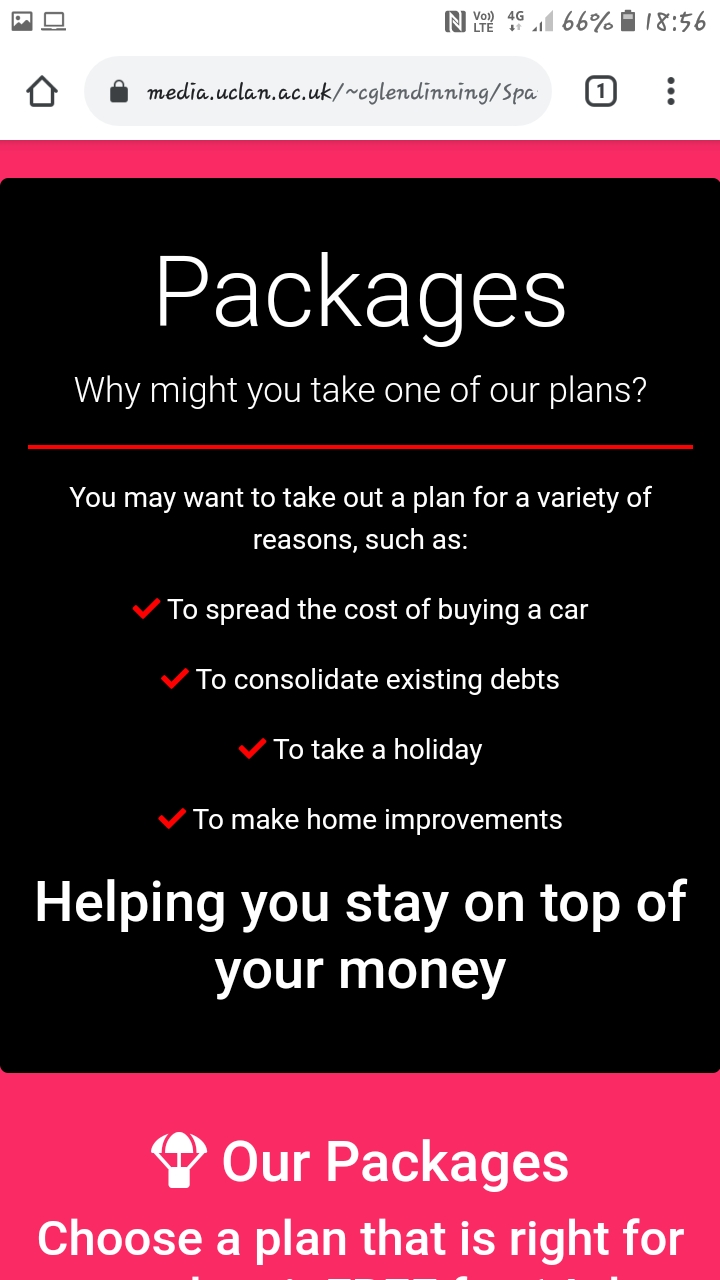 Vo)) LTE 4G 66% 18:56
media.uclan.ac.uk/~cglendinning/Spa
1
Packages
Why might you take one of our plans?
You may want to take out a plan for a variety of
reasons, such as:
To spread the cost of buying a car
To consolidate existing debts
To take a holiday
To make home improvements
Helping you stay on top of
your money
Our Packages
Choose a plan that is right for